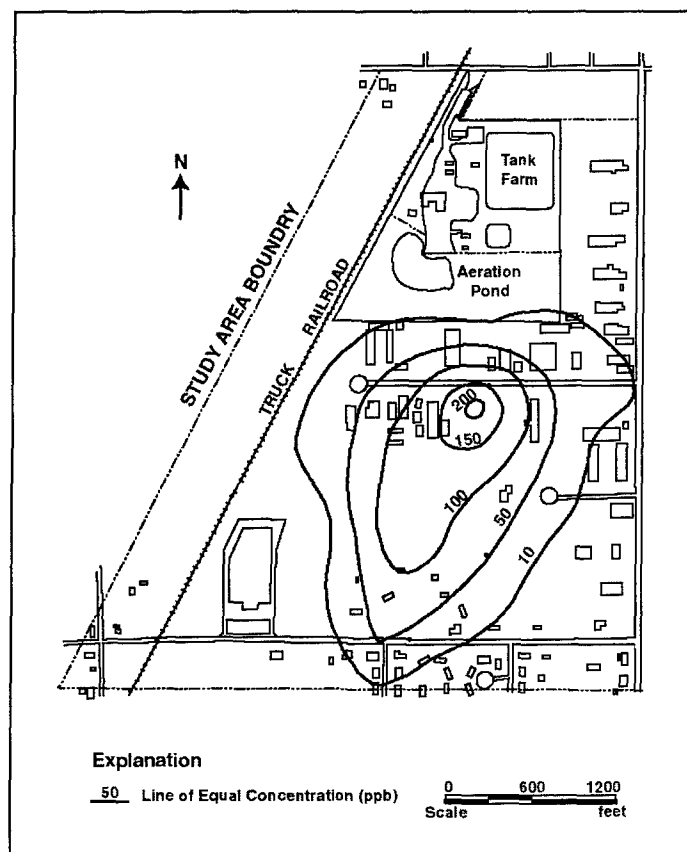 N
Tank
Farm
STUDY AREA BOUNDRY
TRUCK RAILROAD
Aeration
Pond
200
150
100
50
10
Explanation
50 Line of Equal Concentration (ppb)
0 600 1200
Scale feet